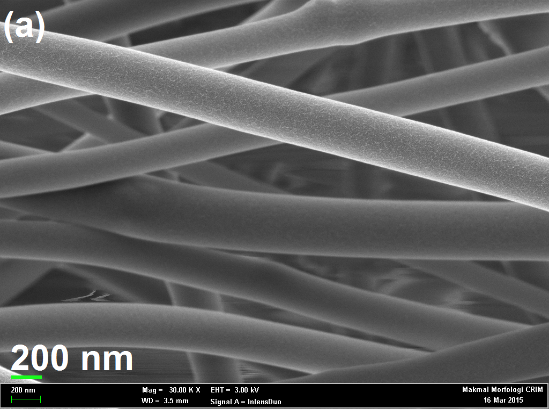 (a)
200 nm
200 nm
Mag = 30.00 K X
EHT = 3.00 kV
Makmal Morfologi CRIM
WD = 3.5 mm
Signal A = InlensDuo
16 Mar 2015